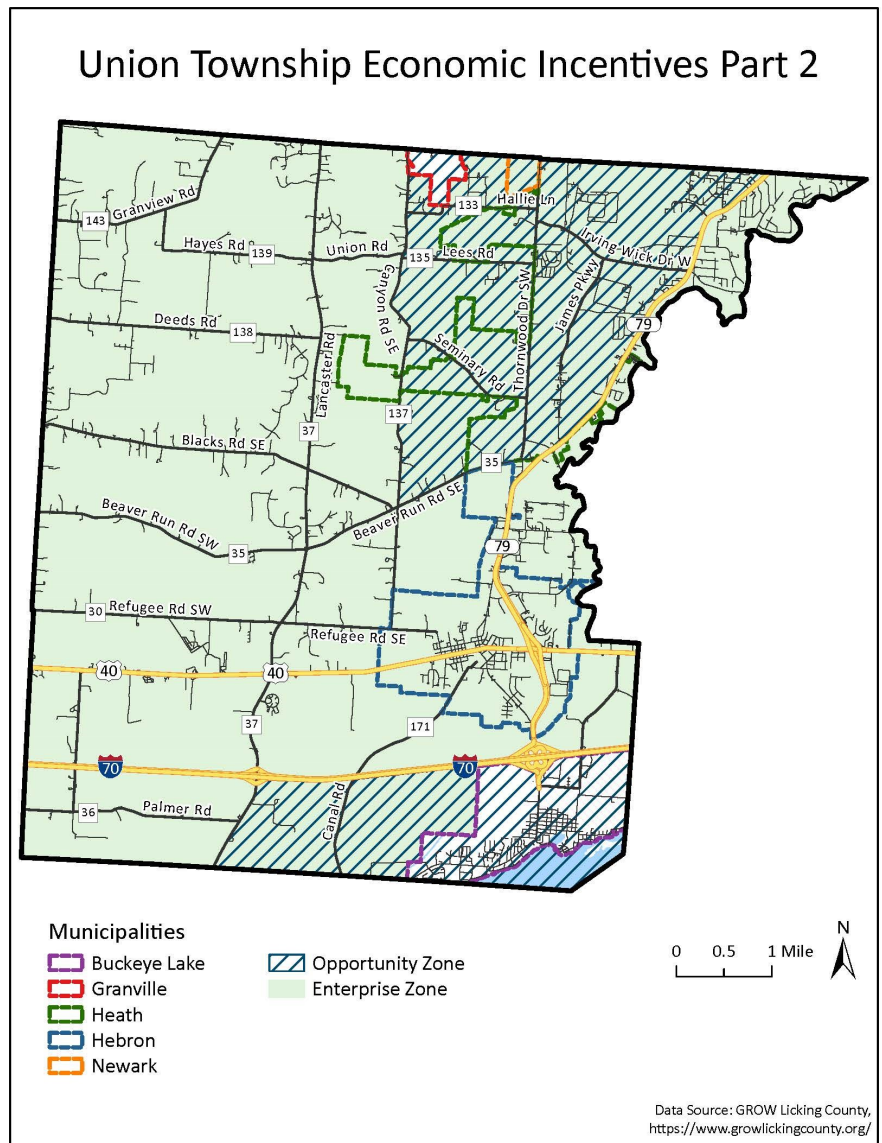 Union Township Economic Incentives Part 2
143
Granview Rd
133
Hallie Ln
Hayes Rd
139
Union Rd
135
Lees Rd
Irving Wick Dr W
Canyon Rd SE
Thornwood Dr SW
James Pkwy
79
Deeds Rd
138
Lancaster Rd
Seminary Rd
137
37
Blacks Rd SE
35
Beaver Run Rd SE
Beaver Run Rd SW
35
79
30
Refugee Rd SW
Refugee Rd SE
40
40
37
171
70
70
36
Palmer Rd
Canal Rd
Municipalities
Buckeye Lake
Granville
Heath
Hebron
Newark
Opportunity Zone
Enterprise Zone
0 0.5 1 Mile
N
Data Source: GROW Licking County,
https://www.growlickingcounty.org/